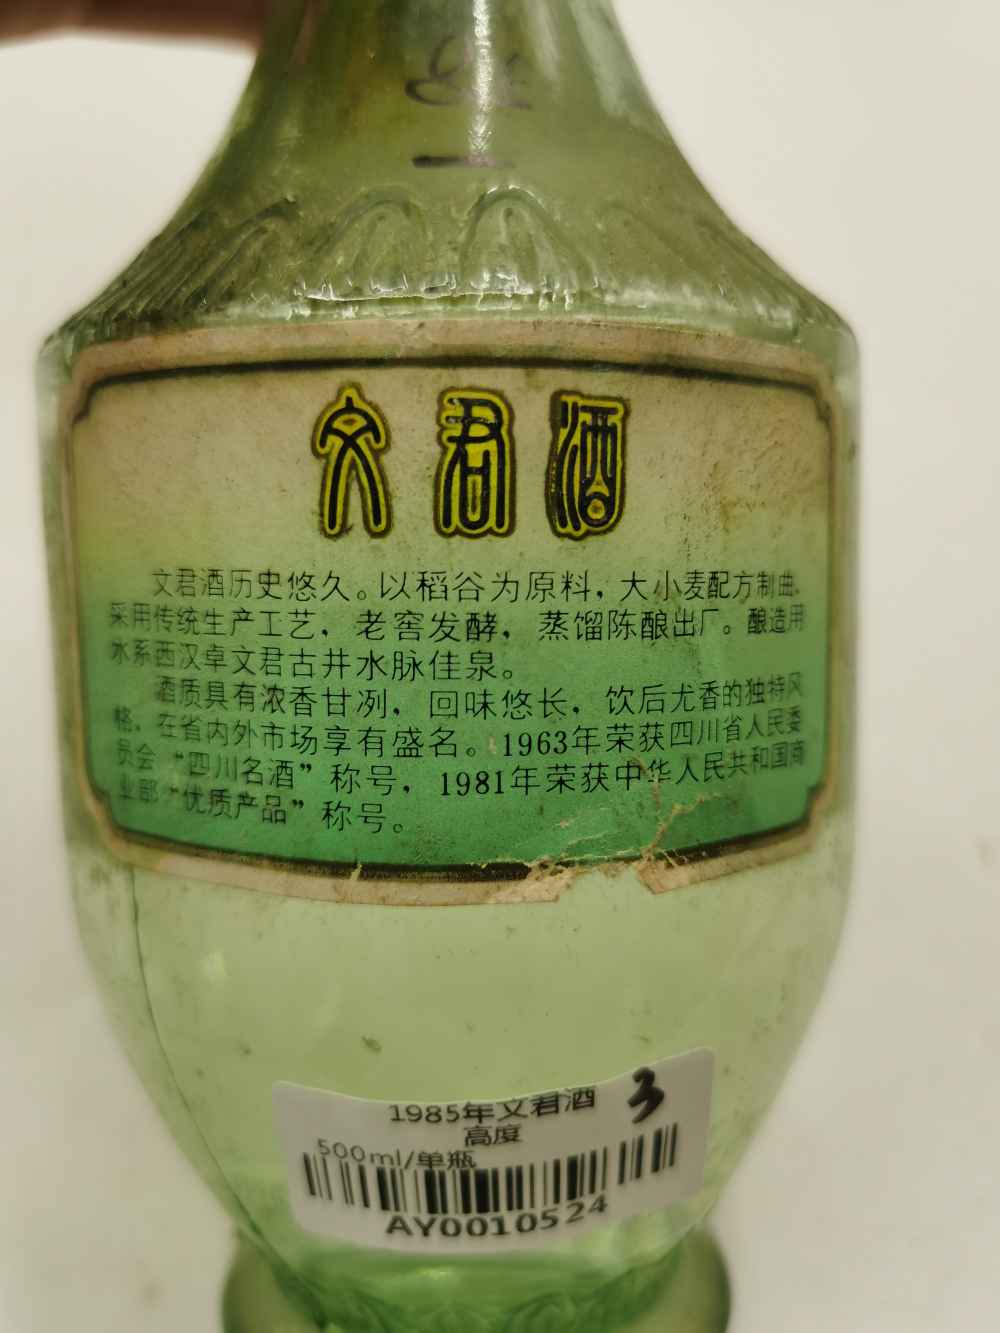 文君酒
文君酒历史悠久。以稻谷为原料，大小麦配方制曲，
采用传统生产工艺，老窖发酵，蒸馏陈酿出厂。酿造用
水系西汉卓文君古井水脉佳泉。
酒质具有浓香甘冽，回味悠长，饮后尤香的独特风
格，在省内外市场享有盛名。1963年荣获四川省人民委
员会“四川名酒”称号，1981年荣获中华人民共和国商
业部“优质产品”称号。
1985年文君酒 3
高度
500ml/单瓶
AY0010524